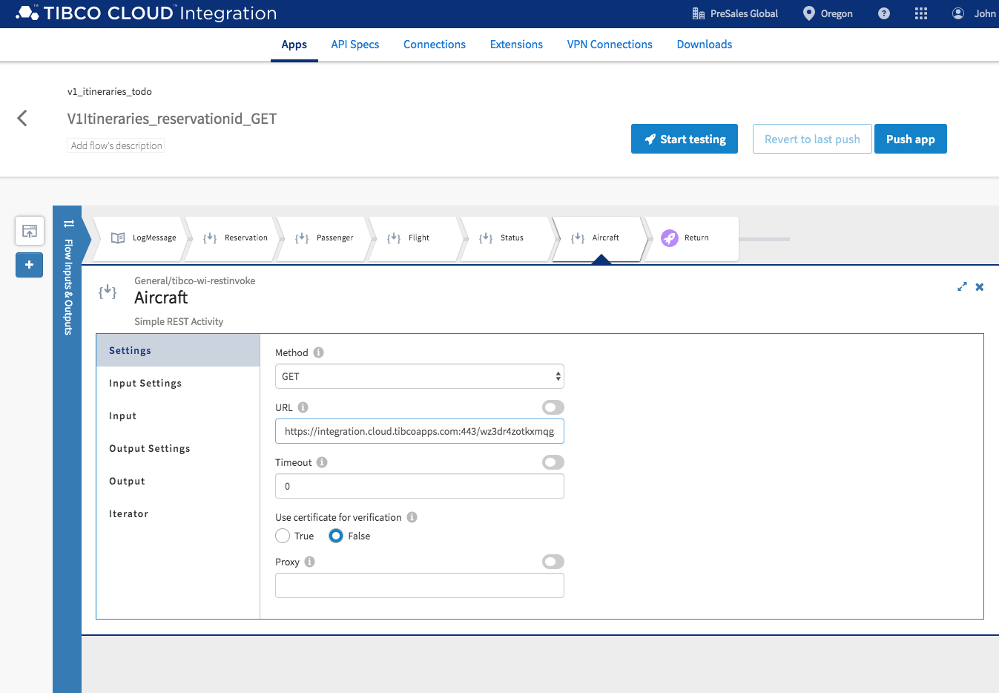 TIBCO CLOUD™ Integration
PreSales Global
Oregon
?
John
Apps
API Specs
Connections
Extensions
VPN Connections
Downloads
v1_itineraries_todo
V1Itineraries_reservationid_GET
Add flow's description
Start testing
Revert to last push
Push app
+
Flow Inputs & Outputs
LogMessage
Reservation
Passenger
Flight
Status
Aircraft
Return
General/tibco-wi-restinvoke
Aircraft
Simple REST Activity
Settings
Input Settings
Input
Output Settings
Output
Iterator
Method
GET
URL
https://integration.cloud.tibcoapps.com:443/wz3dr4zotkxmqg
Timeout
0
Use certificate for verification
True
False
Proxy